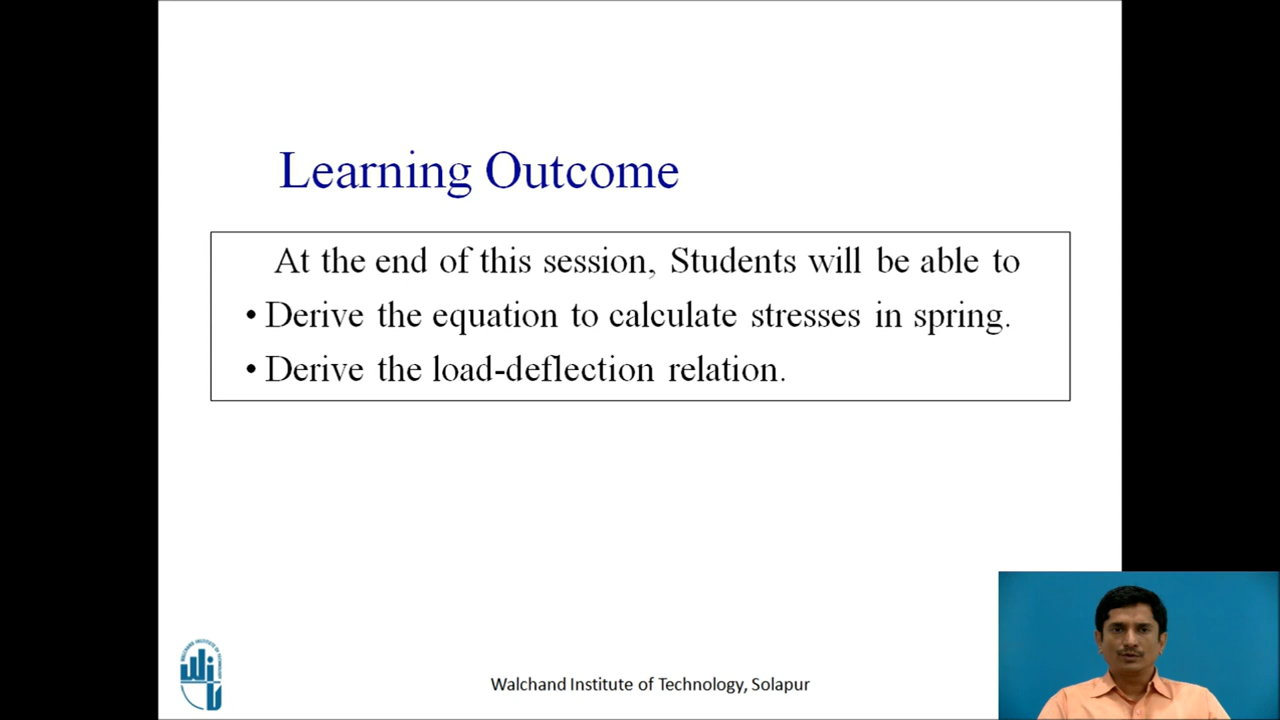 Learning Outcome
At the end of this session, Students will be able to
• Derive the equation to calculate stresses in spring.
• Derive the load-deflection relation.
Walchand Institute of Technology, Solapur